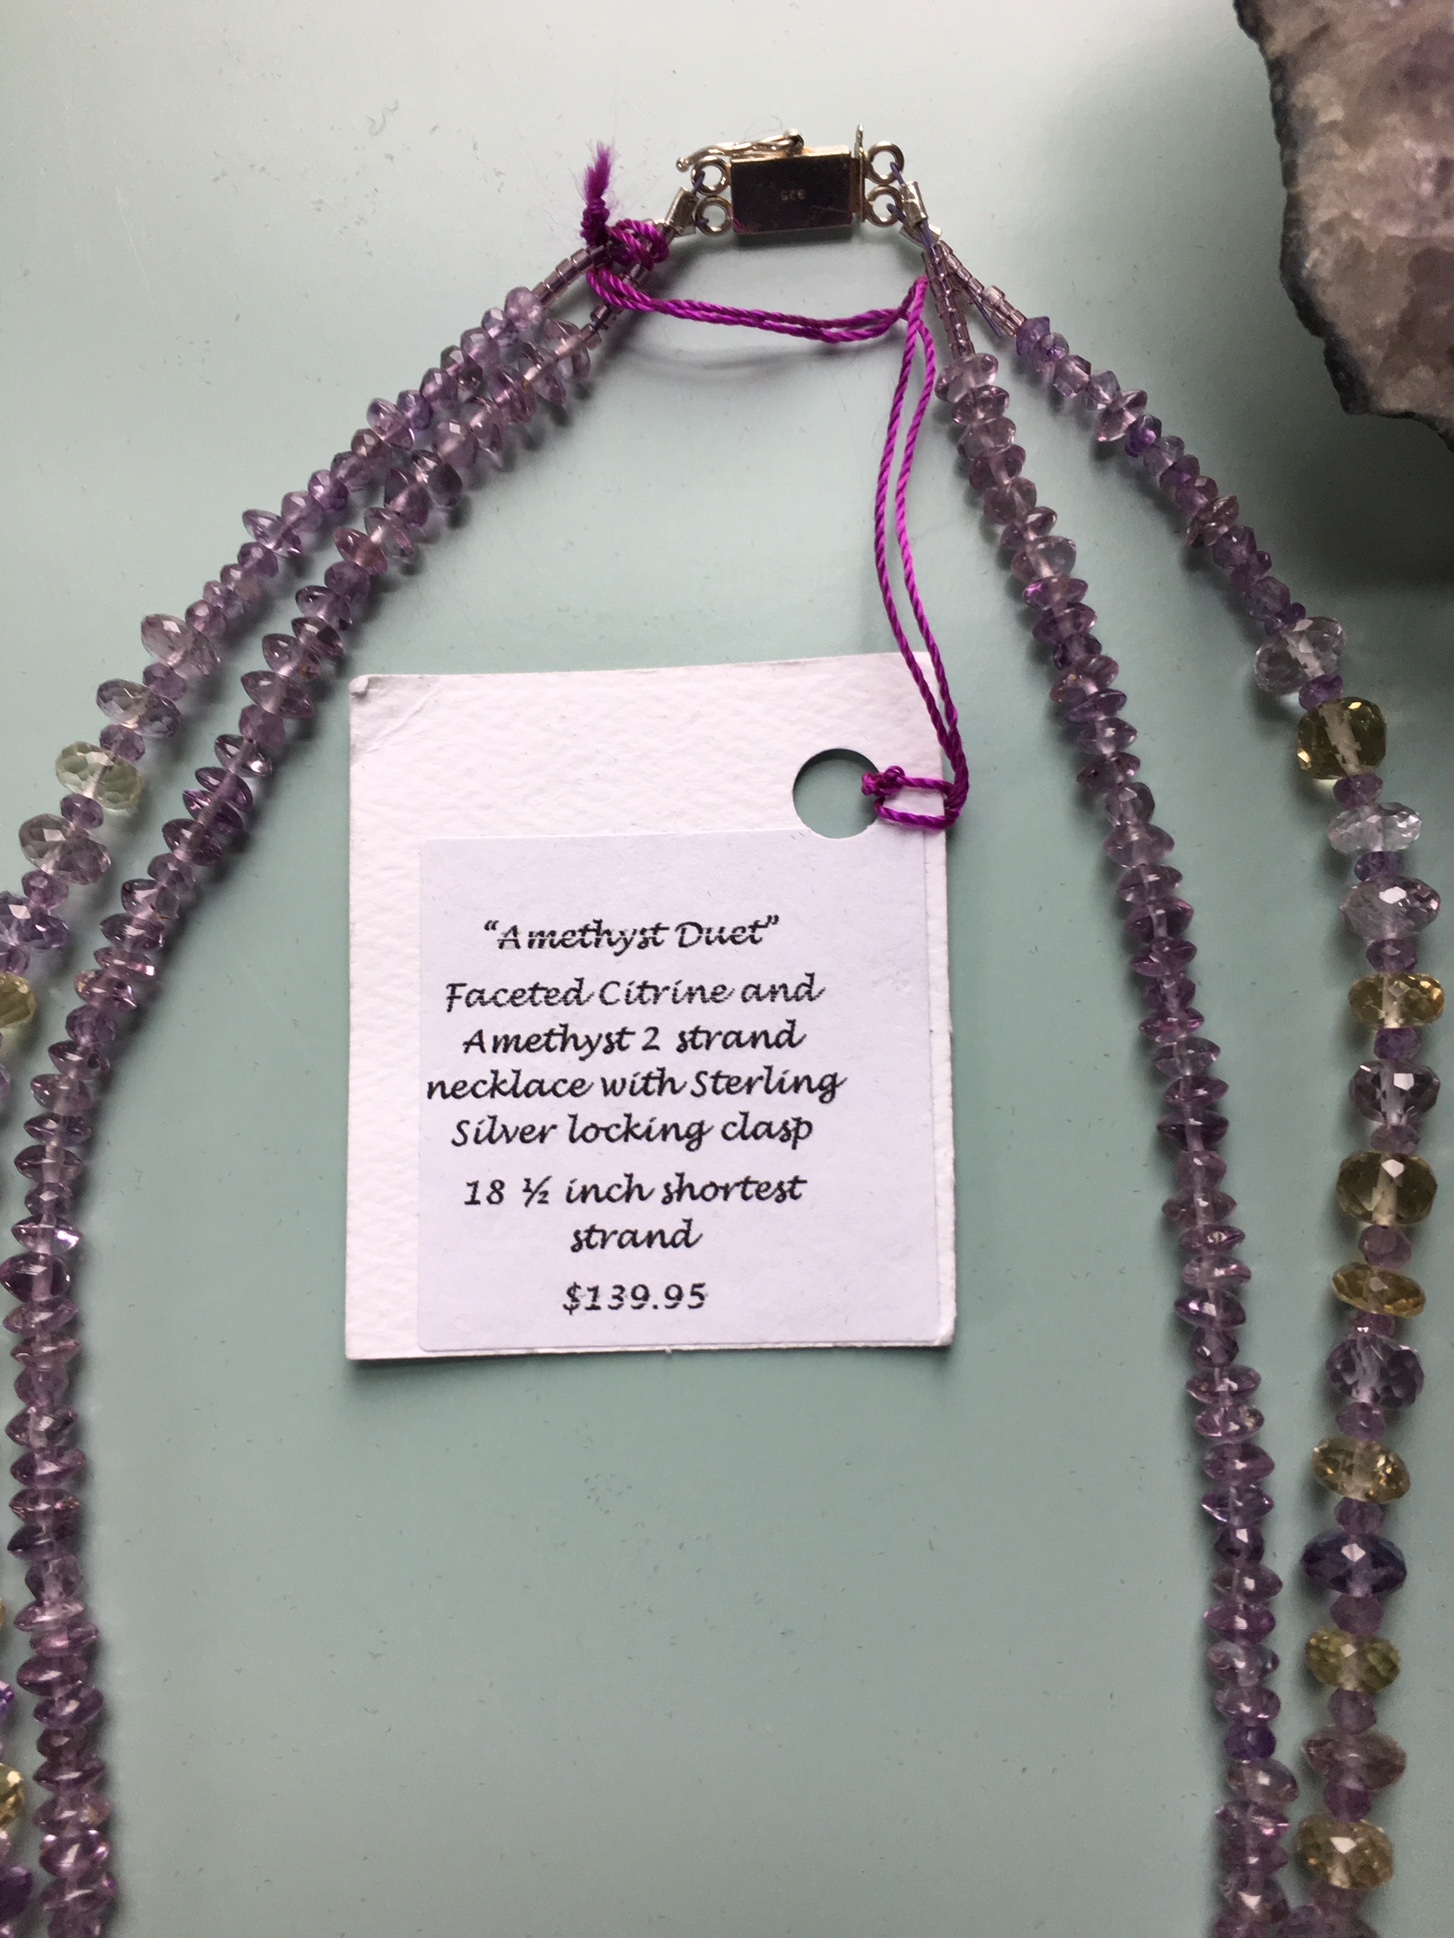 925
“Amethyst Duet”
Faceted Citrine and
Amethyst 2 strand
necklace with Sterling
Silver locking clasp
18 ½ inch shortest
strand
$139.95